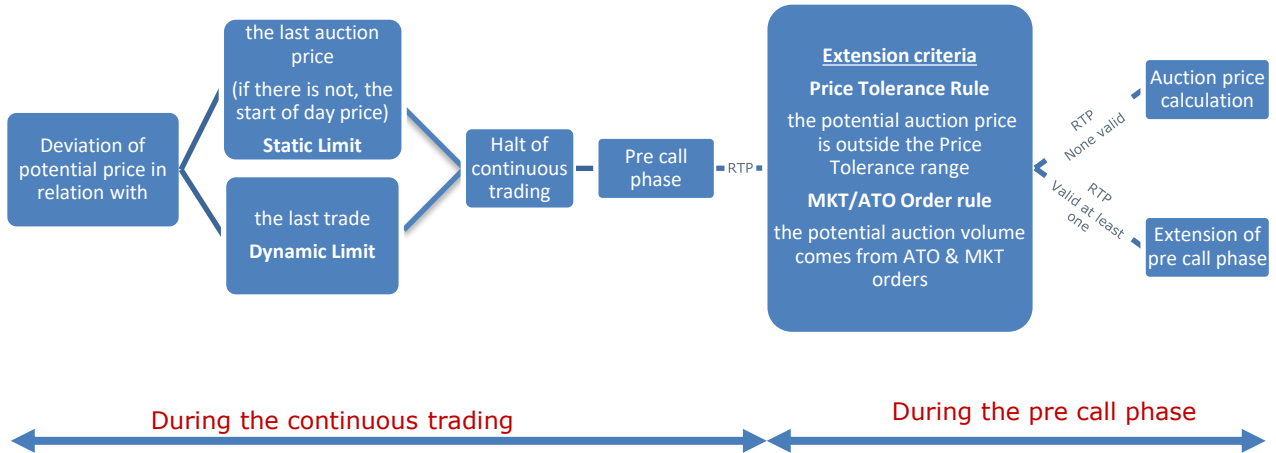 Deviation of
potential price in
relation with
the last auction
price
(if there is not, the
start of day price)
Static Limit
the last trade
Dynamic Limit
Halt of
continuous
trading
Pre call
phase
RTP
Extension criteria
Price Tolerance Rule
the potential auction price
is outside the Price
Tolerance range
MKT/ATO Order rule
the potential auction volume
comes from ATO & MKT
orders
RTP
None valid
Auction price
calculation
RTP
Valid at least
one
Extension of
pre call phase
During the continuous trading
During the pre call phase